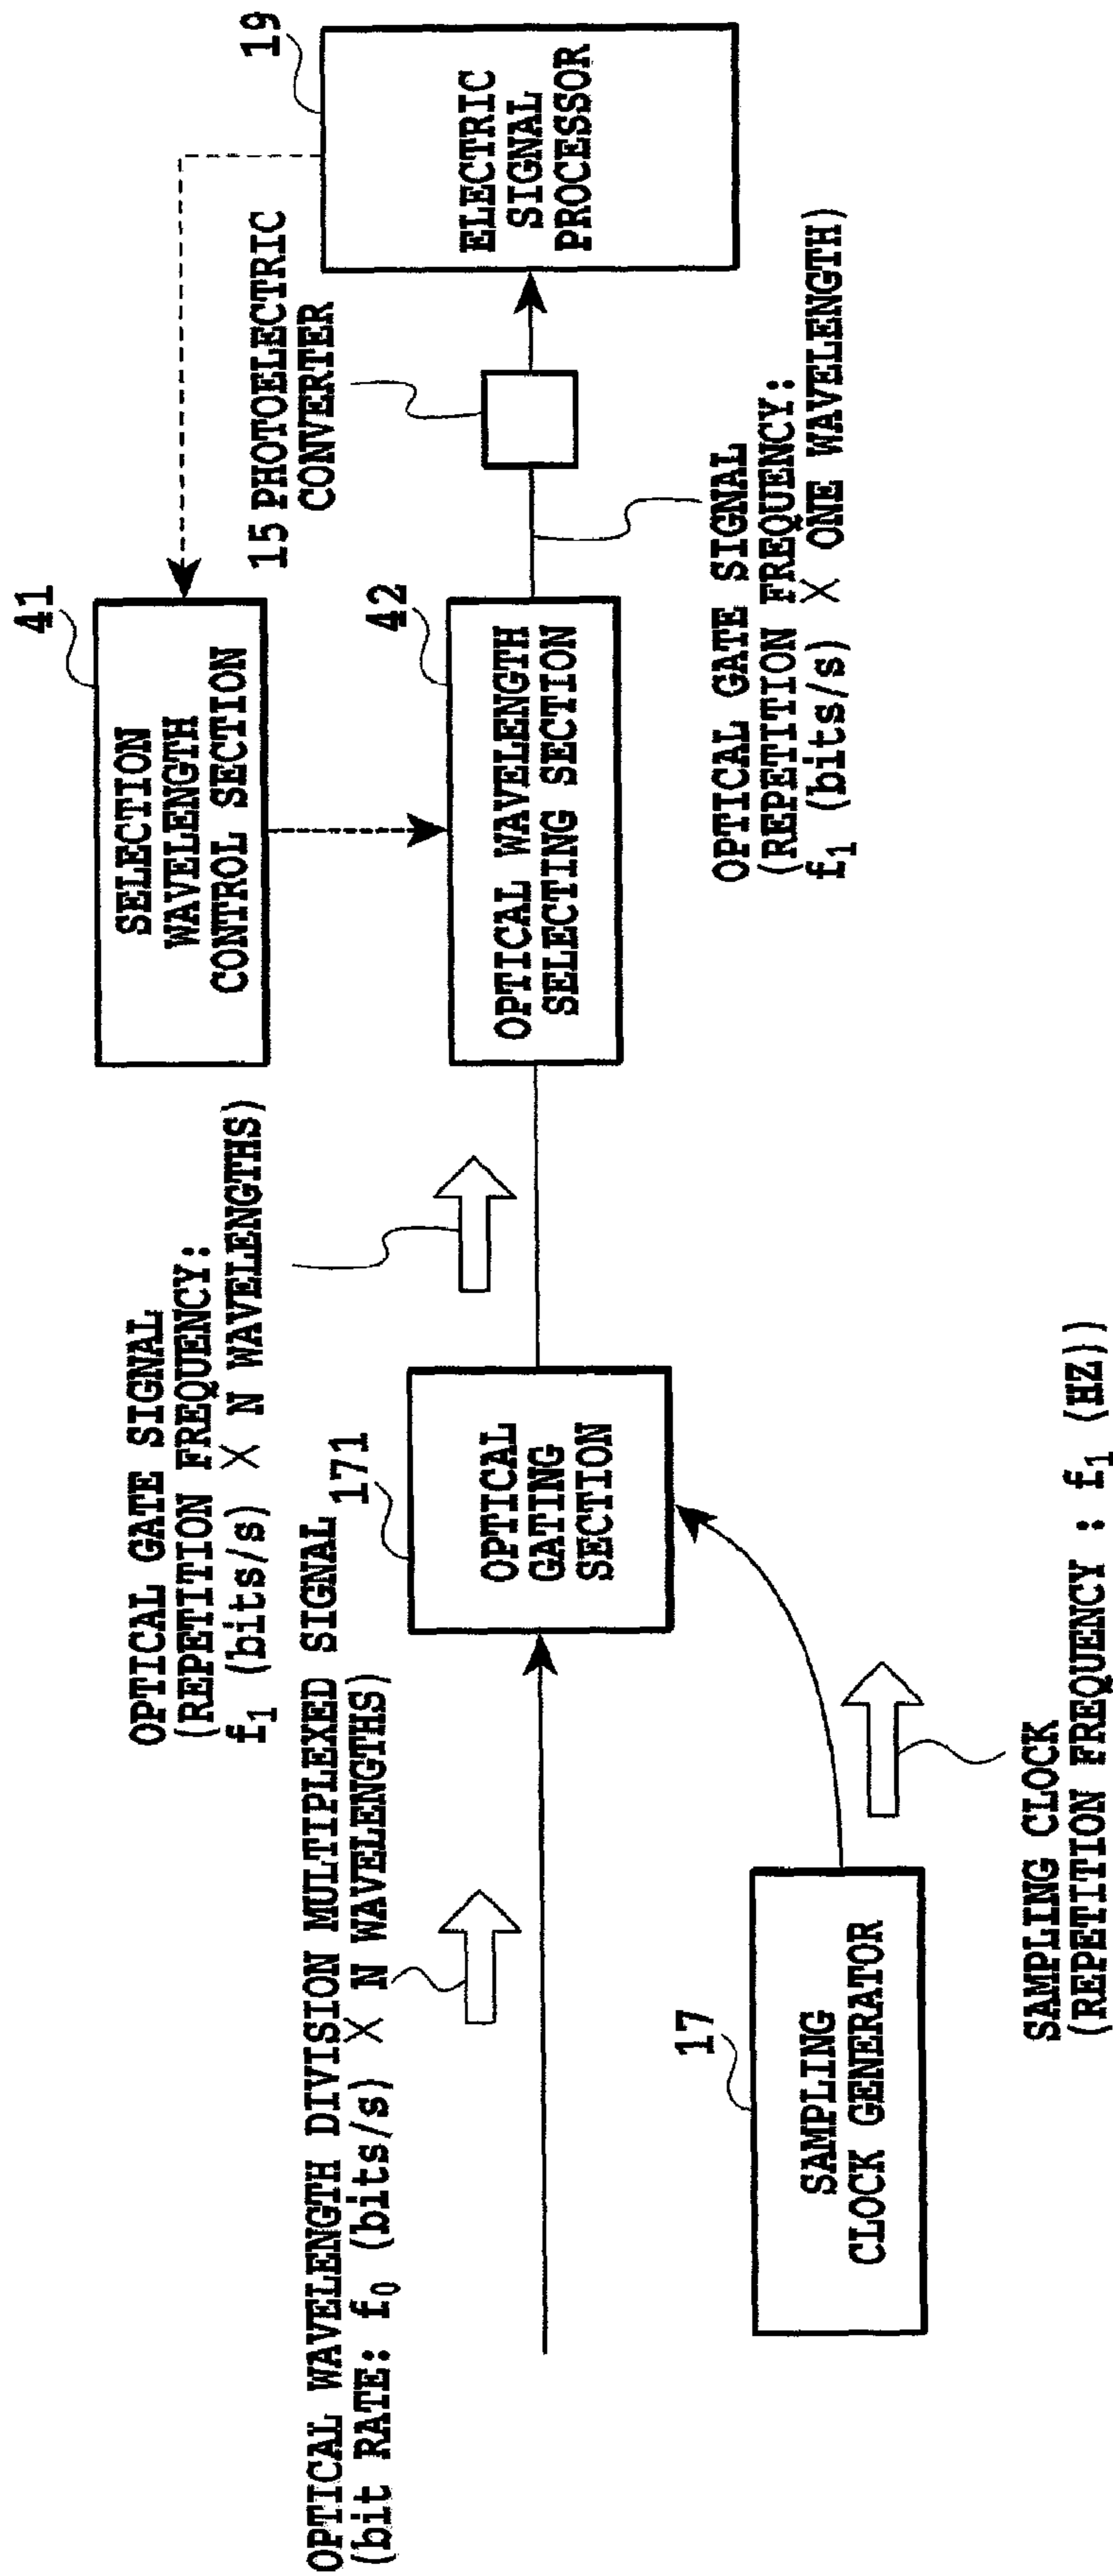 OPTICAL WAVELENGTH DIVISION MULTIPLEXED SIGNAL
(bit RATE: f₀ (bits/s) × N WAVELENGTHS)
OPTICAL GATE SIGNAL
(REPETITION FREQUENCY:
f₁ (bits/s) × N WAVELENGTHS)
171
OPTICAL
GATING
SECTION
17
SAMPLING
CLOCK GENERATOR
SAMPLING CLOCK
(REPETITION FREQUENCY : f₁ (HZ))
41
SELECTION
WAVELENGTH
CONTROL SECTION
42
OPTICAL WAVELENGTH
SELECTING SECTION
OPTICAL GATE SIGNAL
(REPETITION FREQUENCY:
f₁ (bits/s) × ONE WAVELENGTH)
15 PHOTOELECTRIC
CONVERTER
19
ELECTRIC
SIGNAL
PROCESSOR